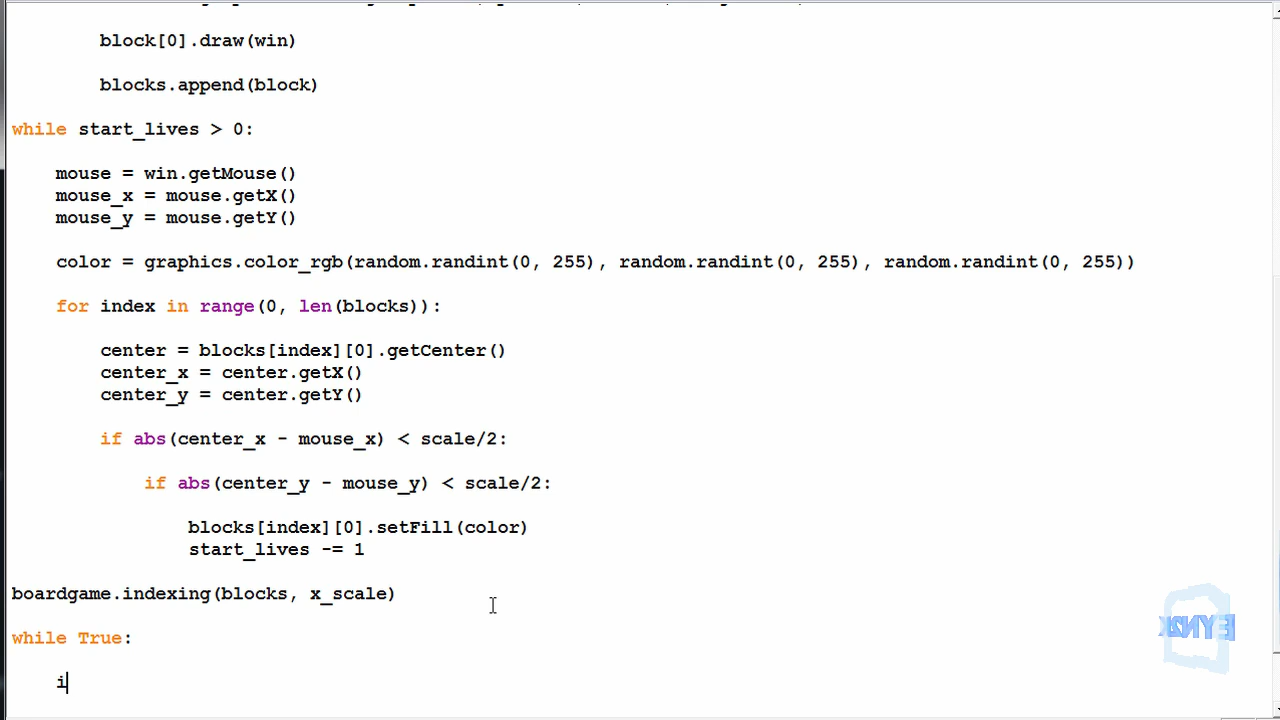 block[0].draw(win)
blocks.append(block)
while start_lives > 0:
mouse = win.getMouse()
mouse_x = mouse.getX()
mouse_y = mouse.getY()
color = graphics.color_rgb(random.randint(0, 255), random.randint(0, 255), random.randint(0, 255))
for index in range(0, len(blocks)):
center = blocks[index][0].getCenter()
center_x = center.getX()
center_y = center.getY()
if abs(center_x - mouse_x) < scale/2:
if abs(center_y - mouse_y) < scale/2:
blocks[index][0].setFill(color)
start_lives -= 1
boardgame.indexing(blocks, x_scale)
while True:
i